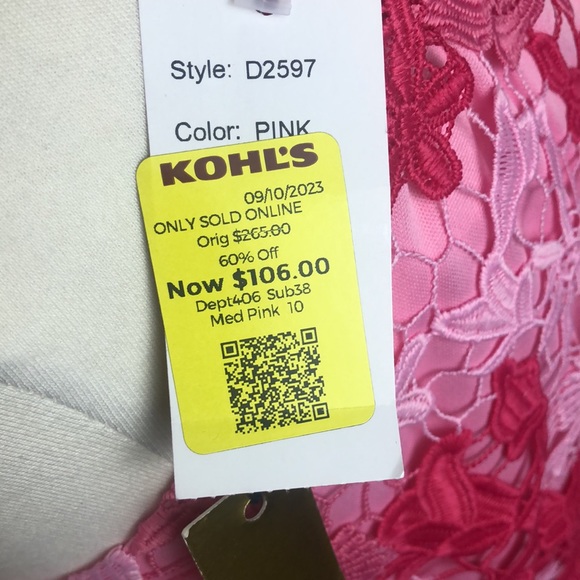 Style: D2597
Color: PINK
KOHL'S
09/10/2023
ONLY SOLD ONLINE
Orig $265.00
60% Off
Now $106.00
Dept406 Sub38
Med Pink 10